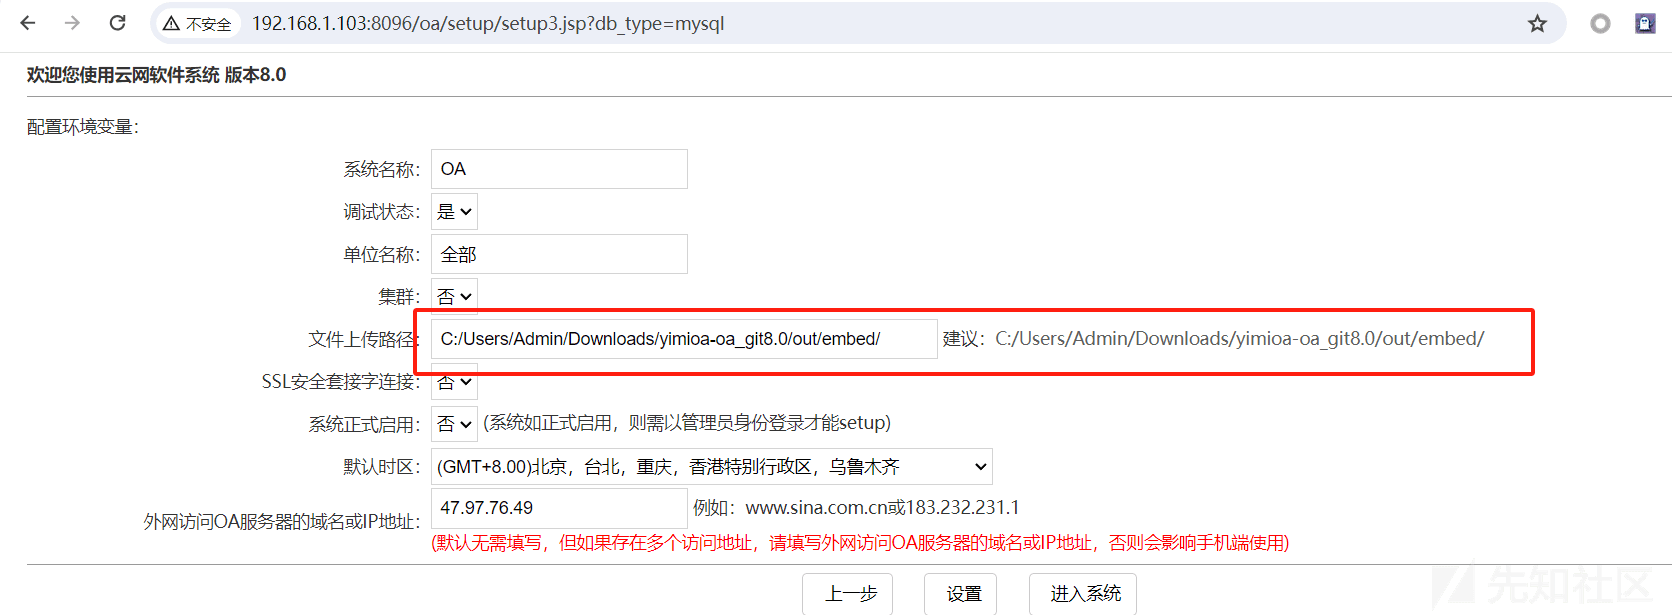 不安全 192.168.1.103:8096/oa/setup/setup3.jsp?db_type=mysql
欢迎您使用云网软件系统 版本8.0
配置环境变量：
系统名称： OA
调试状态： 是
单位名称： 全部
集群： 否
文件上传路径： C:/Users/Admin/Downloads/yimioa-oa_git8.0/out/embed/ 建议：C:/Users/Admin/Downloads/yimioa-oa_git8.0/out/embed/
SSL安全套接字连接： 否
系统正式启用： 否 (系统如正式启用，则需以管理员身份登录才能setup)
默认时区： (GMT+8.00)北京，台北，重庆，香港特别行政区，乌鲁木齐
外网访问OA服务器的域名或IP地址： 47.97.76.49 例如：www.sina.com.cn或183.232.231.1
(默认无需填写，但如果存在多个访问地址，请填写外网访问OA服务器的域名或IP地址，否则会影响手机端使用)
上一步 设置 进入系统
先知社区